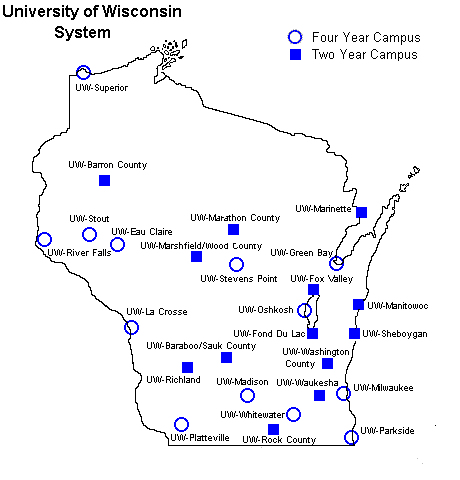 University of Wisconsin
System
Four Year Campus
Two Year Campus
UW-Superior
UW-Barron County
UW-Marinette
UW-Stout
UW-Eau Claire
UW-Marathon County
UW-River Falls
UW-Marshfield/Wood County
UW-Green Bay
UW-Stevens Point
UW-Fox Valley
UW-La Crosse
UW-Oshkosh
UW-Manitowoc
UW-Fond Du Lac
UW-Sheboygan
UW-Baraboo/Sauk County
UW-Washington
County
UW-Richland
UW-Madison
UW-Waukesha
UW-Milwaukee
UW-Whitewater
UW-Platteville
UW-Rock County
UW-Parkside